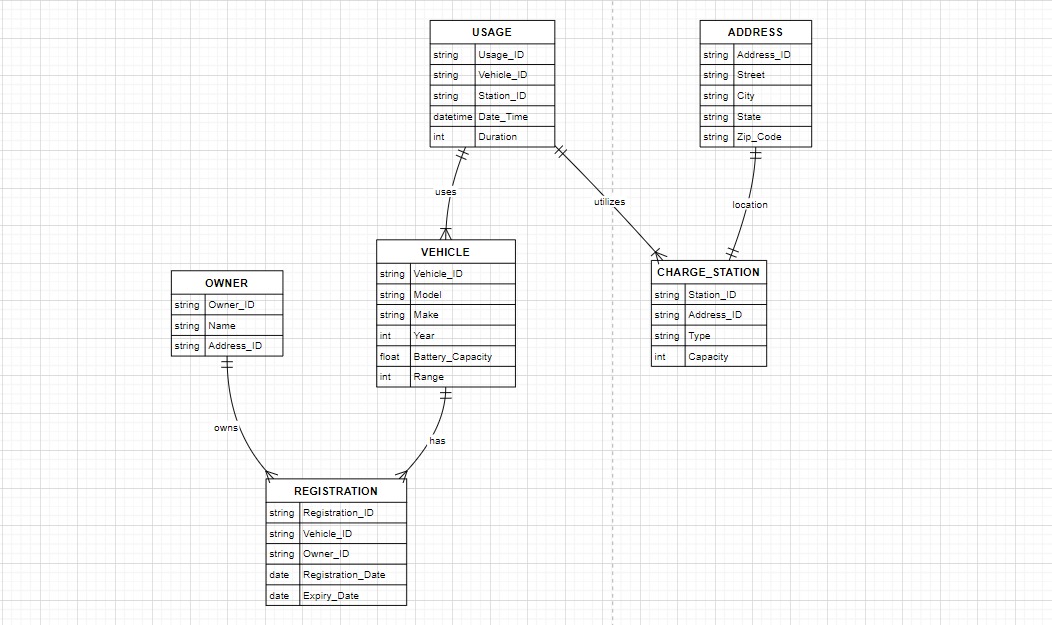 USAGE
string Usage_ID
string Vehicle_ID
string Station_ID
datetime Date_Time
int Duration
ADDRESS
string Address_ID
string Street
string City
string State
string Zip_Code
uses
utilizes
location
VEHICLE
string Vehicle_ID
string Model
string Make
int Year
float Battery_Capacity
int Range
CHARGE_STATION
string Station_ID
string Address_ID
string Type
int Capacity
OWNER
string Owner_ID
string Name
string Address_ID
owns
has
REGISTRATION
string Registration_ID
string Vehicle_ID
string Owner_ID
date Registration_Date
date Expiry_Date